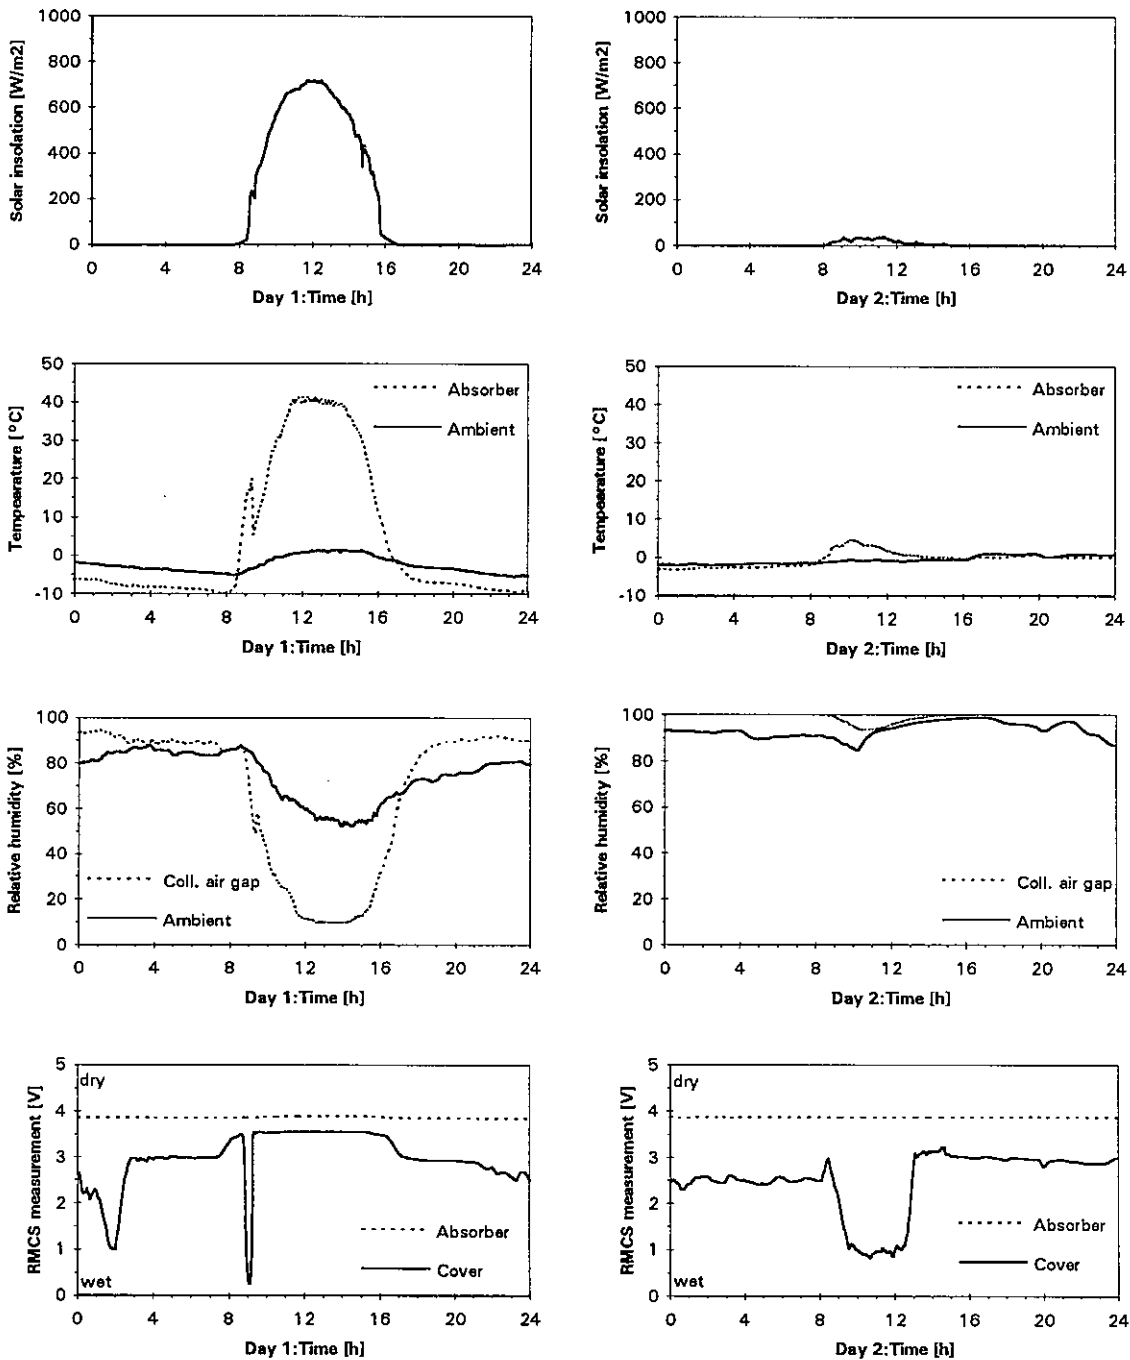 1000
800
600
400
200
0
Solar insolation [W/m2]
0 4 8 12 16 20 24
Day 1:Time [h]
1000
800
600
400
200
0
Solar insolation [W/m2]
0 4 8 12 16 20 24
Day 2:Time [h]
50
40
30
20
10
0
-10
Tempearature [°C]
Absorber
Ambient
0 4 8 12 16 20 24
Day 1:Time [h]
50
40
30
20
10
0
-10
Tempearature [°C]
Absorber
Ambient
0 4 8 12 16 20 24
Day 2:Time [h]
100
80
60
40
20
0
Relative humidity [%]
Coll. air gap
Ambient
0 4 8 12 16 20 24
Day 1:Time [h]
100
80
60
40
20
0
Relative humidity [%]
Coll. air gap
Ambient
0 4 8 12 16 20 24
Day 2:Time [h]
5
4
3
2
1
0
RMCS measurement [V]
dry
Absorber
Cover
wet
0 4 8 12 16 20 24
Day 1:Time [h]
5
4
3
2
1
0
RMCS measurement [V]
dry
Absorber
Cover
wet
0 4 8 12 16 20 24
Day 2:Time [h]